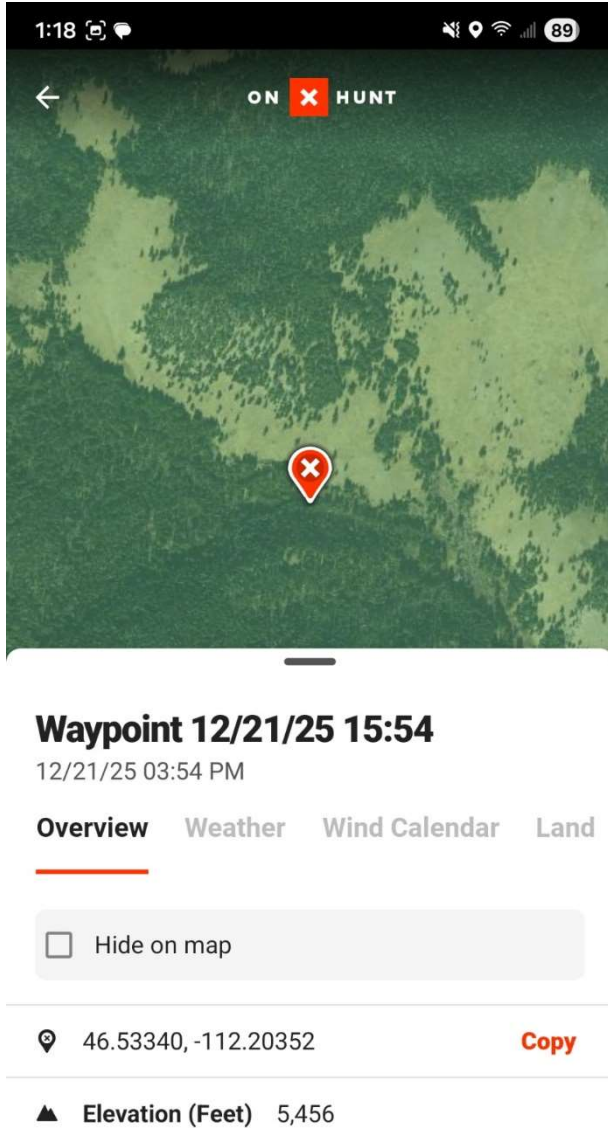 1:18 89
ON X HUNT
Waypoint 12/21/25 15:54
12/21/25 03:54 PM
Overview Weather Wind Calendar Land
Hide on map
46.53340, -112.20352 Copy
Elevation (Feet) 5,456